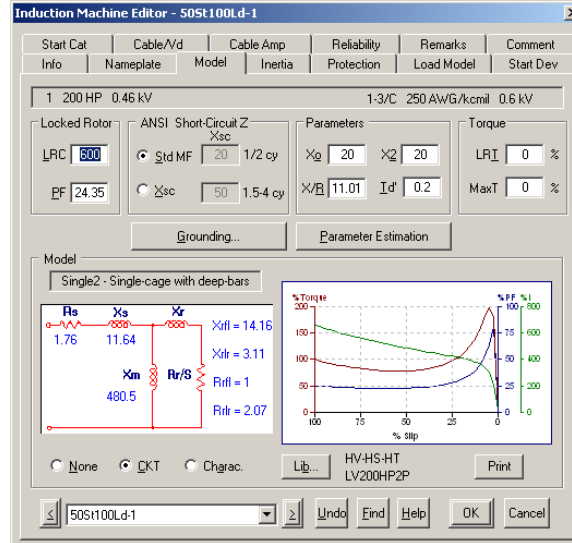 Induction Machine Editor - 50St100Ld-1
Start Cat Cable/Vd Cable Amp Reliability Remarks Comment
Info Nameplate Model Inertia Protection Load Model Start Dev
1 200 HP 0.46 kV 1-3/C 250 AWG/kcmil 0.6 kV
Locked Rotor ANSI Short-Circuit Z Parameters Torque
Xsc
LRC 600 Std MF 20 1/2 cy Xo 20 X2 20 LRT 0 %
PF 24.35 Xsc 50 1.5-4 cy X/R 11.01 Td' 0.2 MaxT 0 %
Grounding... Parameter Estimation
Model
Single2 - Single-cage with deep-bars
Rs Xs Xr
1.76 11.64
Xm Rr/S
480.5
Xrfl = 14.16
Xrlr = 3.11
Rrfl = 1
Rrlr = 2.07
%Torque %PF %I
200 100 800
150 75 600
100 50 400
50 25 200
0 0 0
100 75 50 25 0
% Slip
None CKT Charac. Lib... HV-HS-HT Print
LV200HP2P
< 50St100Ld-1 > Undo Find Help OK Cancel